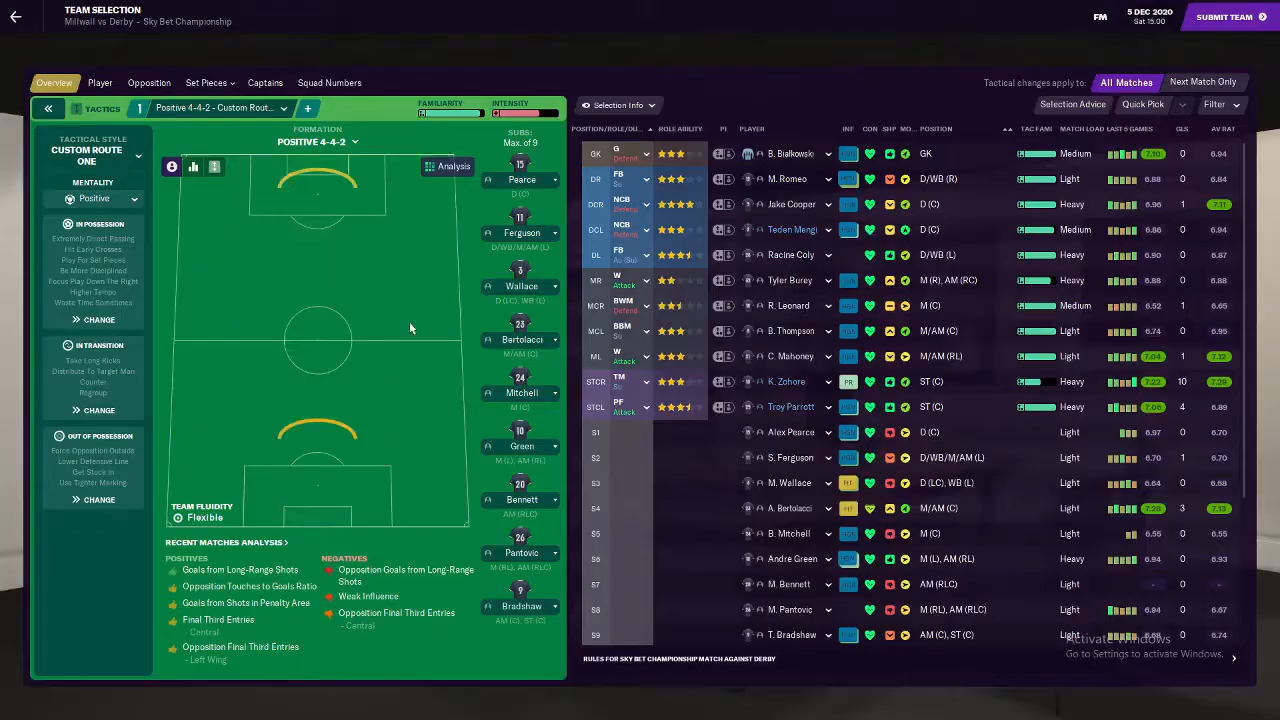 TEAM SELECTION
Millwall vs Derby - Sky Bet Championship
FM
5 DEC 2020
Sat 15:00
SUBMIT TEAM
Overview Player Opposition Set Pieces Captains Squad Numbers
Tactical changes apply to: All Matches Next Match Only
TACTICS 1 Positive 4-4-2 - Custom Rout... +
FAMILIARITY INTENSITY
Selection Info
Selection Advice Quick Pick Filter
TACTICAL STYLE
CUSTOM ROUTE ONE
MENTALITY
Positive
IN POSSESSION
Extremely Direct Passing
Hit Early Crosses
Play For Set Pieces
Be More Disciplined
Focus Play Down The Right
Higher Tempo
Waste Time Sometimes
CHANGE
IN TRANSITION
Take Long Kicks
Distribute To Target Man
Counter
Regroup
CHANGE
OUT OF POSSESSION
Force Opposition Outside
Lower Defensive Line
Get Stuck In
Use Tighter Marking
CHANGE
FORMATION
POSITIVE 4-4-2
Analysis
TEAM FLUIDITY
Flexible
RECENT MATCHES ANALYSIS
POSITIVES
Goals from Long-Range Shots
Opposition Touches to Goals Ratio
Goals from Shots in Penalty Area
Final Third Entries
- Central
Opposition Final Third Entries
- Left Wing
NEGATIVES
Opposition Goals from Long-Range
Shots
Weak Influence
Opposition Final Third Entries
- Central
SUBS:
Max. of 9
15
Pearce
D (C)
11
Ferguson
D/WB/M/AM (L)
3
Wallace
D (LC), WB (L)
23
Bertolacci
M/AM (C)
24
Mitchell
M (C)
10
Green
M (L), AM (RL)
20
Bennett
AM (RLC)
26
Pantovic
M (RL), AM (RLC)
9
Bradshaw
AM (C), ST (C)
POSITION/ROLE/DU... ROLE ABILITY PI PLAYER INF CON SHP MO... POSITION TAC FAMI MATCH LOAD LAST 5 GAMES GLS AV RAT
GK G Defend B. Bialkowski GK Medium 7.10 0 6.94
DR FB Su M. Romeo D/WB (R) Light 6.88 0 6.84
DCR NCB Defend Jake Cooper D (C) Heavy 6.96 1 7.11
DCL NCB Defend Teden Mengi D (C) Medium 6.86 0 6.94
DL FB Au (Su) Racine Coly D/WB (L) Heavy 6.90 0 6.87
MR W Attack Tyler Burey M (R), AM (RC) Heavy 6.88 0 6.88
MCR BWM Defend R. Leonard M (C) Medium 6.52 1 6.65
MCL BBM Su B. Thompson M/AM (C) Light 6.74 0 6.95
ML W Attack C. Mahoney M/AM (RL) Light 7.04 1 7.12
STCR TM Su K. Zohore PR ST (C) Heavy 7.23 10 7.29
STCL PF Attack Troy Parrott ST (C) Heavy 7.06 4 6.89
S1 Alex Pearce D (C) Light 6.97 0 6.70
S2 S. Ferguson D/WB/M/AM (L) Light 6.70 1 6.70
S3 M. Wallace D (LC), WB (L) Light 6.64 0 6.68
S4 A. Bertolacci M/AM (C) Light 7.28 3 7.13
S5 B. Mitchell M (C) Light 6.55 0 6.55
S6 Andre Green M (L), AM (RL) Heavy 6.94 0 6.93
S7 M. Bennett AM (RLC) Light - 0 -
S8 M. Pantovic M (RL), AM (RLC) Light 6.94 0 6.67
S9 T. Bradshaw AM (C), ST (C) Light 6.68 0 6.74
RULES FOR SKY BET CHAMPIONSHIP MATCH AGAINST DERBY
Activate Windows
Go to Settings to activate Windows.